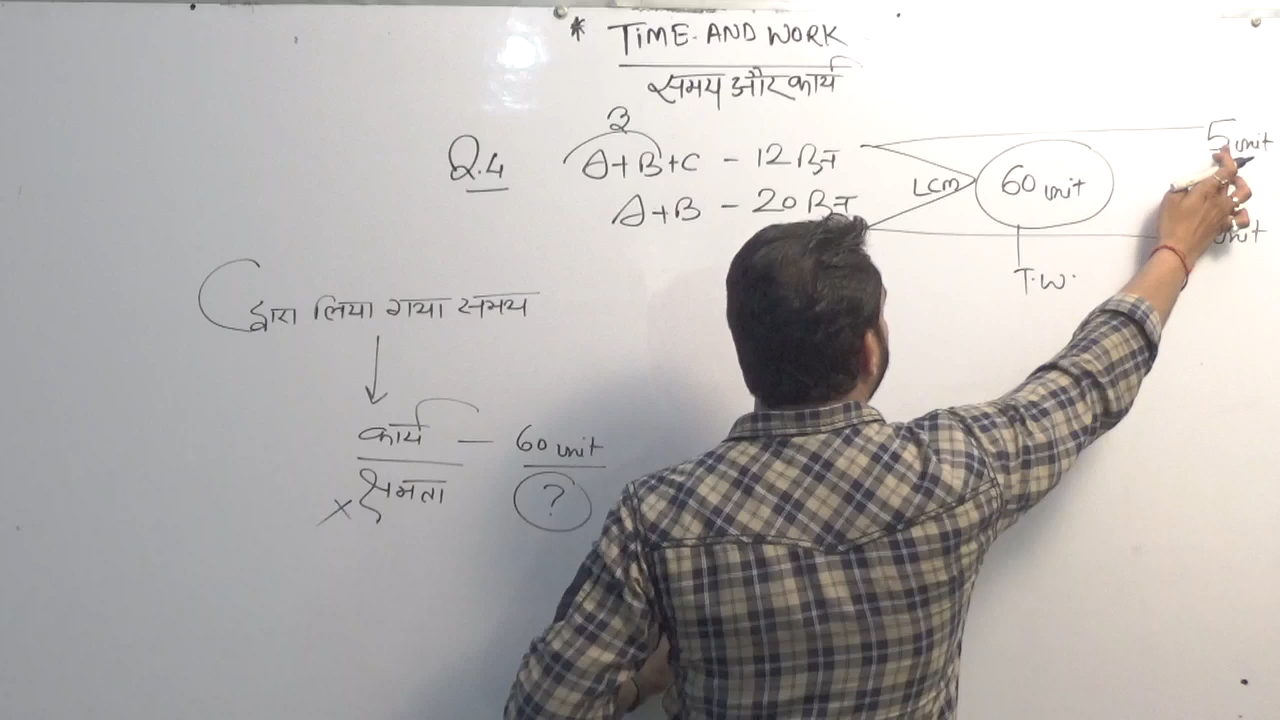 * TIME AND WORK
समय और कार्य
Q.4
3
A+B+C - 12 दिन
A+B - 20 दिन
LCM
60 unit
5 unit
unit
T.W.
C द्वारा लिया गया समय
कार्य - 60 unit
× क्षमता ?